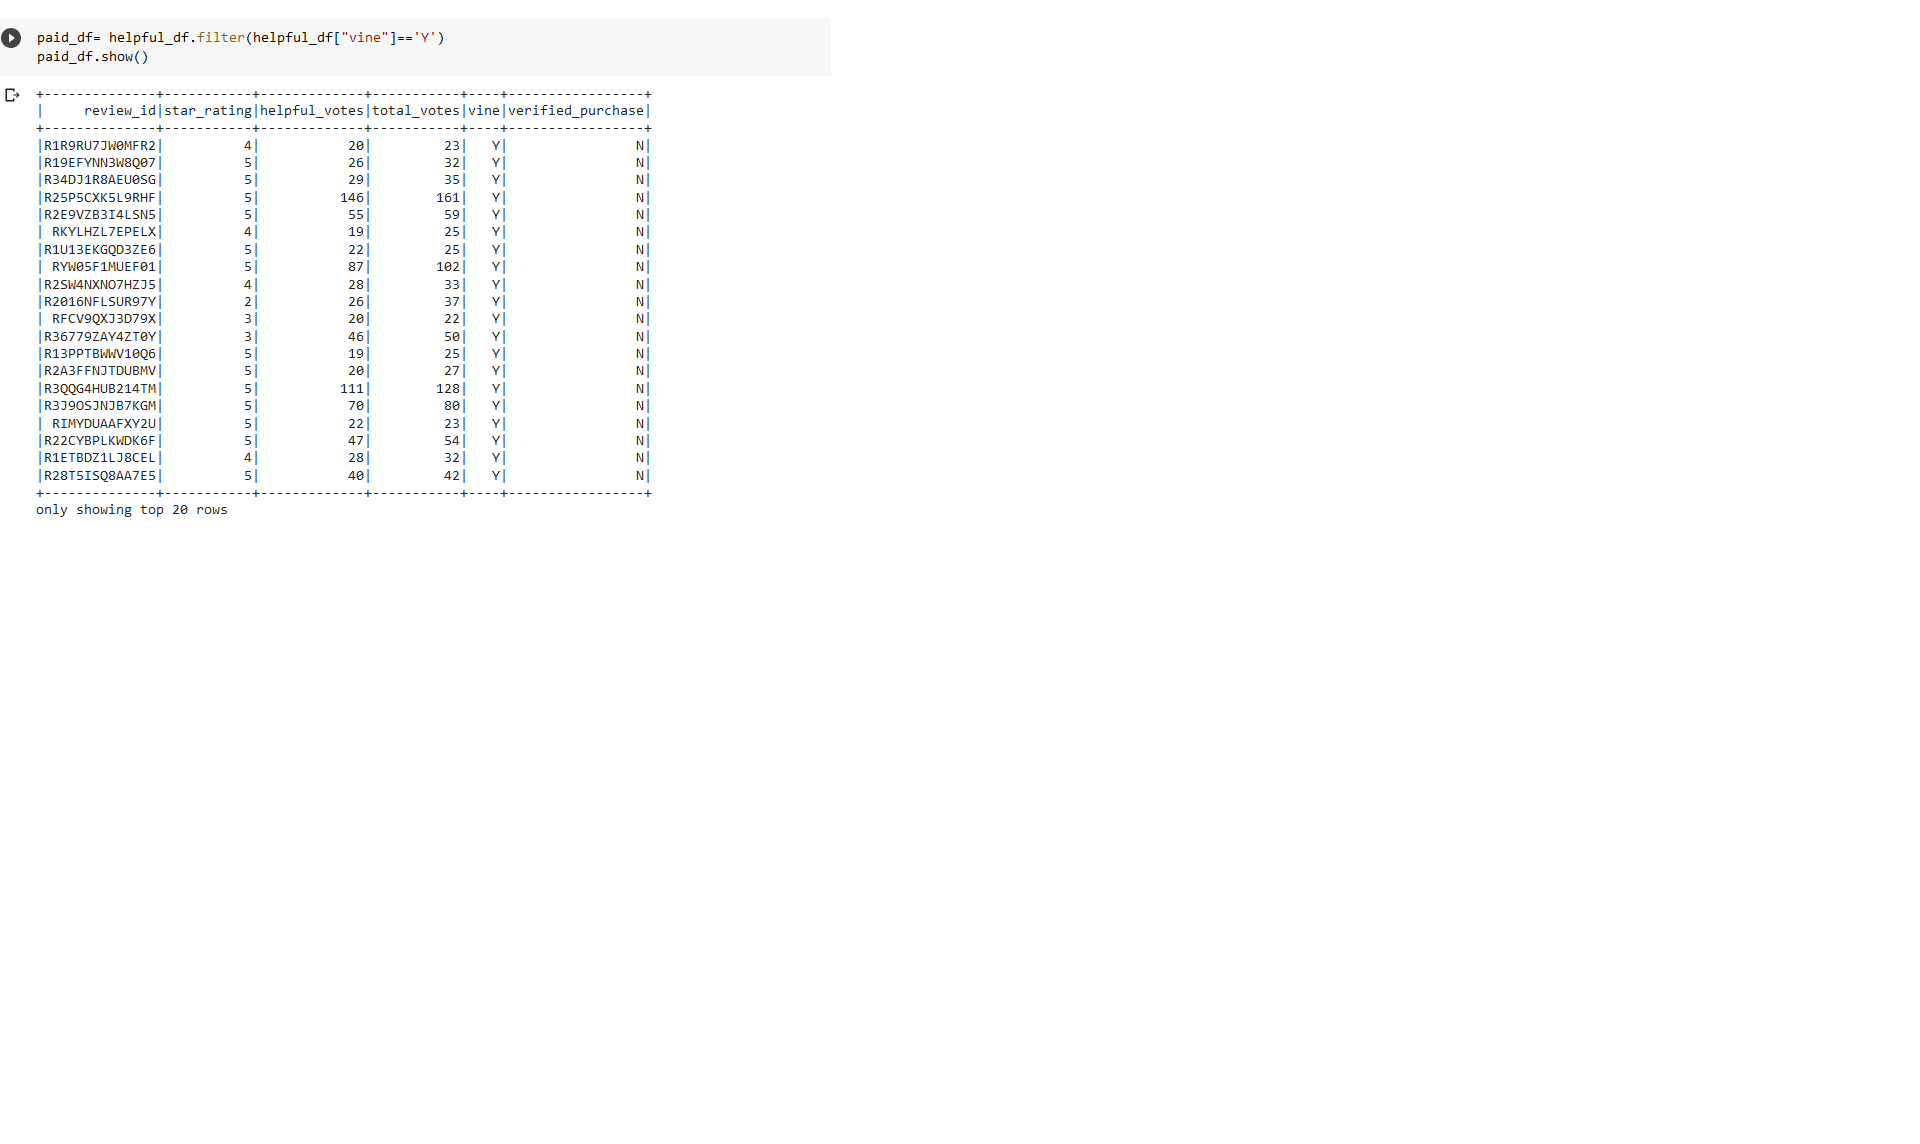 paid_df= helpful_df.filter(helpful_df["vine"]=='Y')
paid_df.show()
+--------------+-----------+-------------+-----------+----+-----------------+
|     review_id|star_rating|helpful_votes|total_votes|vine|verified_purchase|
+--------------+-----------+-------------+-----------+----+-----------------+
|R1R9RU7JW0MFR2|          4|           20|         23|   Y|                N|
|R19EFYNN3W8Q07|          5|           26|         32|   Y|                N|
|R34DJ1R8AEU0SG|          5|           29|         35|   Y|                N|
|R25P5CXK5L9RHF|          5|          146|        161|   Y|                N|
|R2E9VZB3I4LSN5|          5|           55|         59|   Y|                N|
| RKYLHZL7EPELX|          4|           19|         25|   Y|                N|
|R1U13EKGQD3ZE6|          5|           22|         25|   Y|                N|
| RYW05F1MUEF01|          5|           87|        102|   Y|                N|
|R2SW4NXNO7HZJ5|          4|           28|         33|   Y|                N|
|R2016NFLSUR97Y|          2|           26|         37|   Y|                N|
| RFCV9QXJ3D79X|          3|           20|         22|   Y|                N|
|R36779ZAY4ZT0Y|          3|           46|         50|   Y|                N|
|R13PPTBWWV10Q6|          5|           19|         25|   Y|                N|
|R2A3FFNJTDUBMV|          5|           20|         27|   Y|                N|
|R3QQG4HUB214TM|          5|          111|        128|   Y|                N|
|R3J9OSJNJB7KGM|          5|           70|         80|   Y|                N|
| RIMYDUAAFXY2U|          5|           22|         23|   Y|                N|
|R22CYBPLKWDK6F|          5|           47|         54|   Y|                N|
|R1ETBDZ1LJ8CEL|          4|           28|         32|   Y|                N|
|R28T5ISQ8AA7E5|          5|           40|         42|   Y|                N|
+--------------+-----------+-------------+-----------+----+-----------------+
only showing top 20 rows